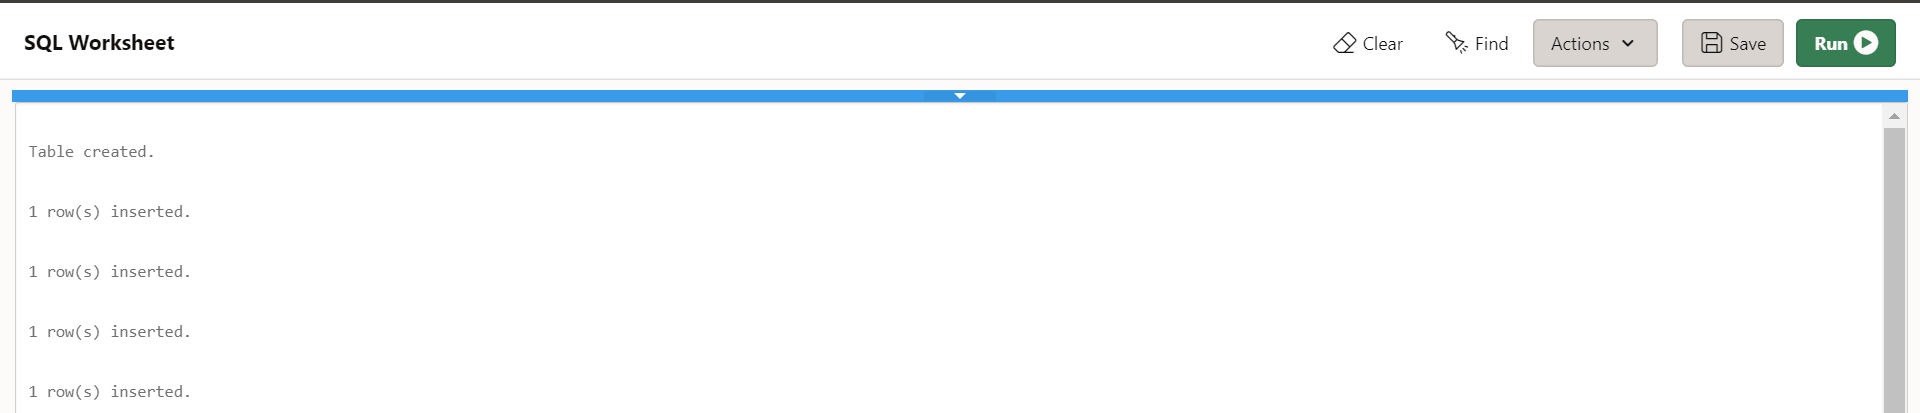 SQL Worksheet
Clear
Find
Actions
Save
Run
Table created.
1 row(s) inserted.
1 row(s) inserted.
1 row(s) inserted.
1 row(s) inserted.